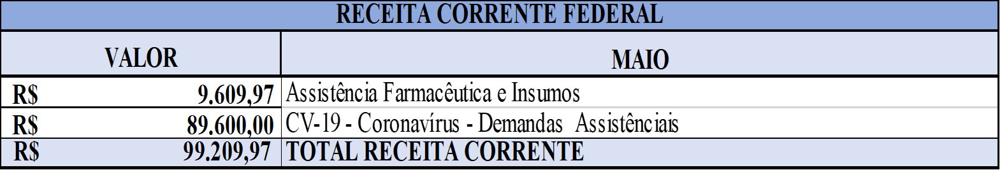 RECEITA CORRENTE FEDERAL
VALOR MAIO
R$ 9.609,97 Assistência Farmacêutica e Insumos
R$ 89.600,00 CV-19 - Coronavírus - Demandas Assistênciais
R$ 99.209,97 TOTAL RECEITA CORRENTE